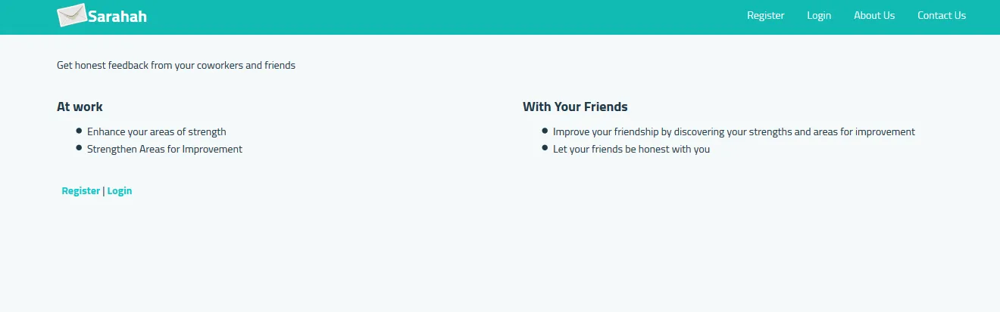 Sarahah Register Login About Us Contact Us
Get honest feedback from your coworkers and friends
At work
Enhance your areas of strength
Strengthen Areas for Improvement
With Your Friends
Improve your friendship by discovering your strengths and areas for improvement
Let your friends be honest with you
Register | Login